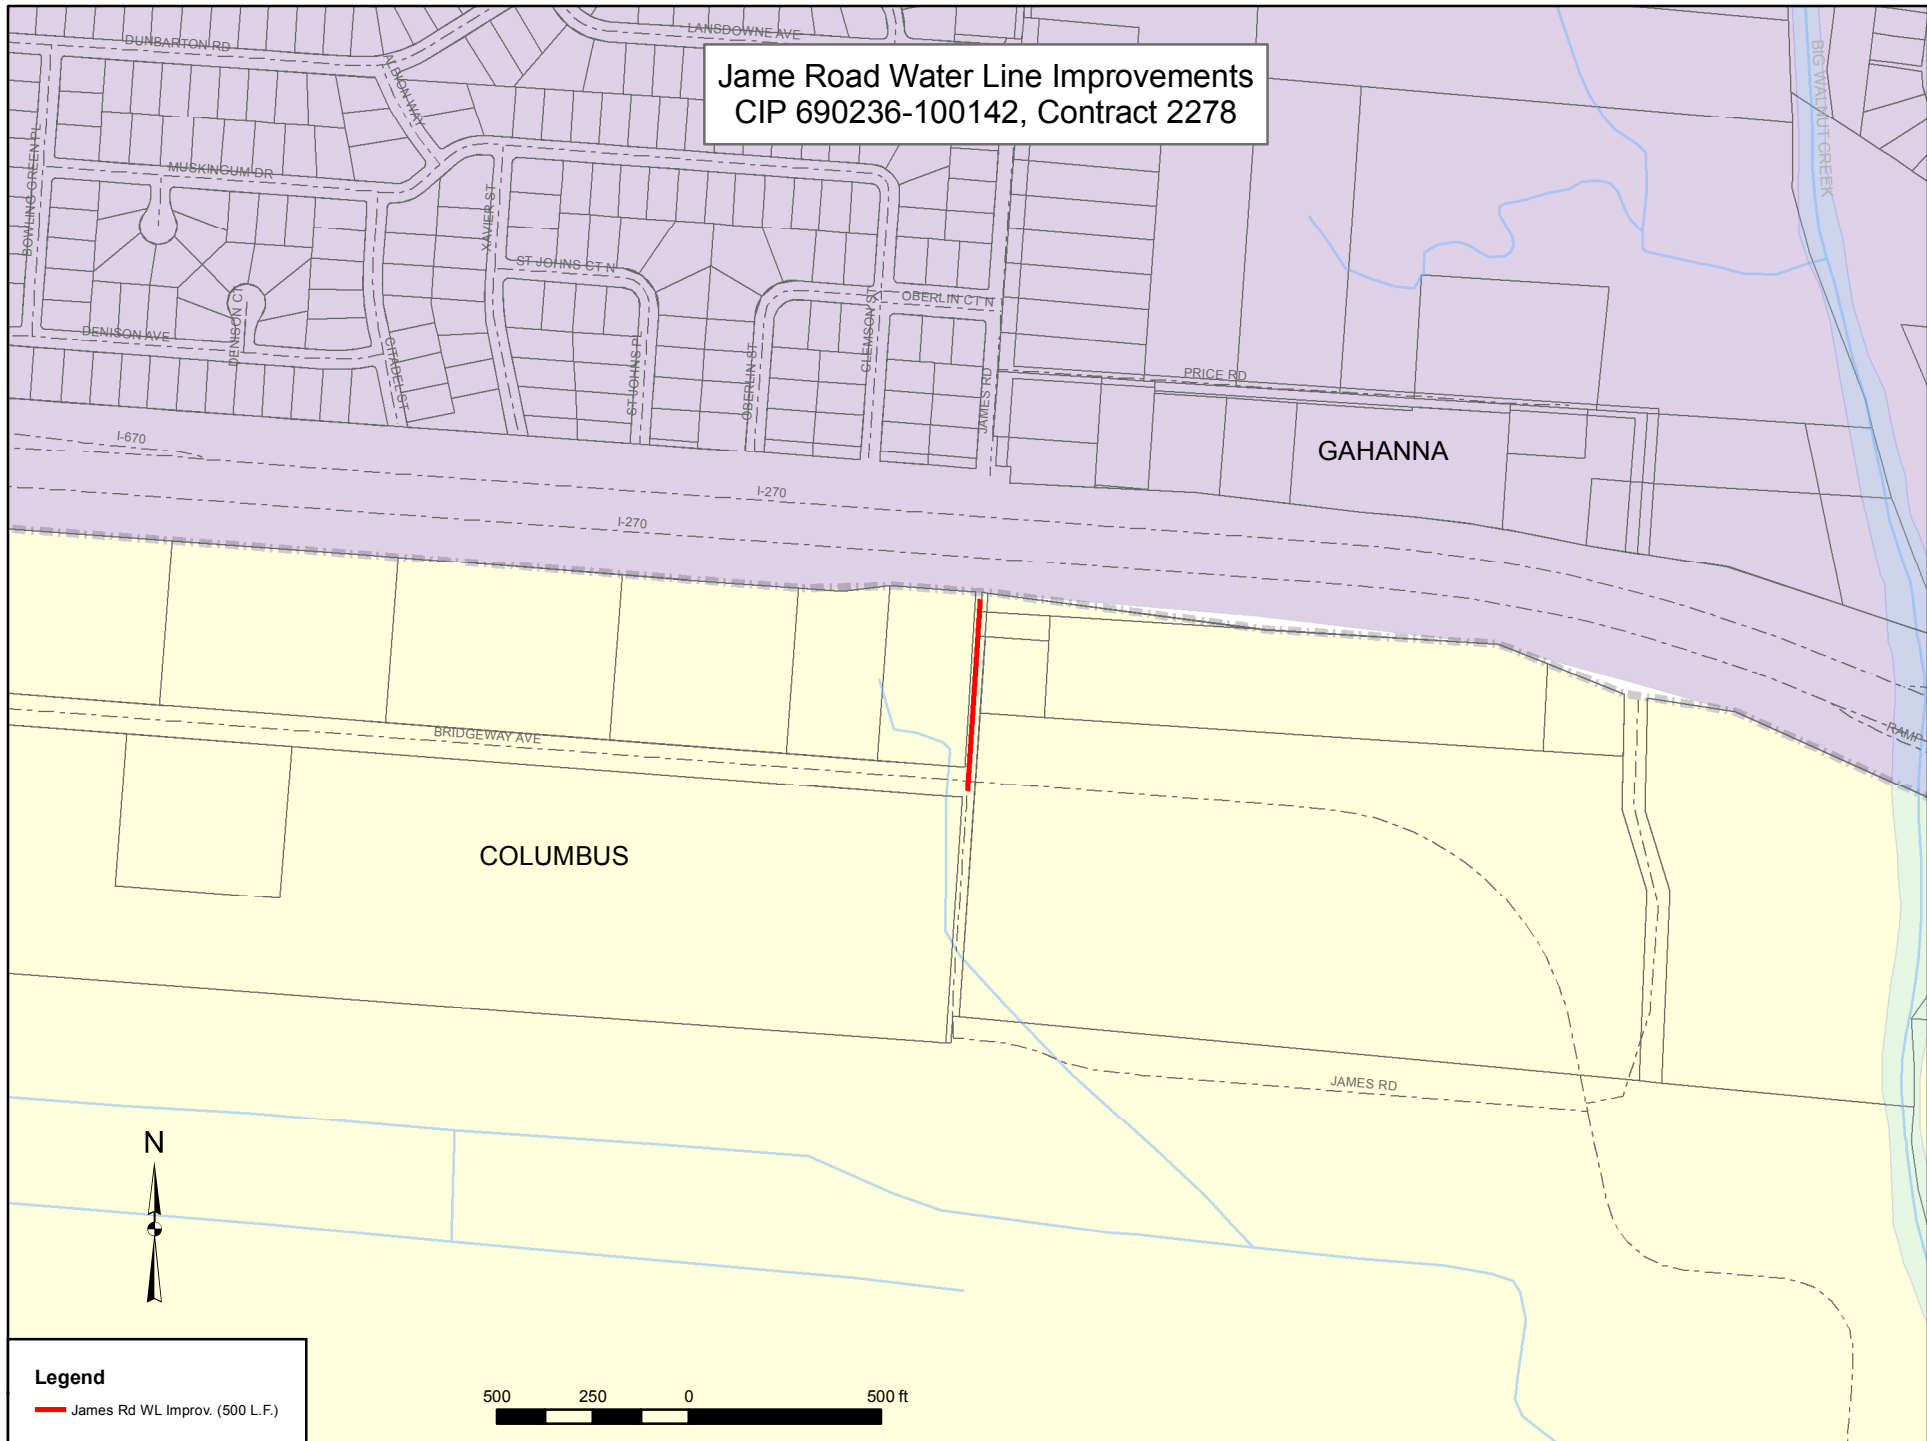 DUNBARTON RD
LANSDOWNE AVE
Jame Road Water Line Improvements
CIP 690236-100142, Contract 2278
ALBION WAY
BIG WALNUT CREEK
BOWLING GREEN PL
MUSKINGUM DR
XAVIER ST
ST JOHNS CT N
OBERLIN CT N
DENISON AVE
DENISON CT
CITADEL ST
ST JOHNS PL
OBERLIN ST
CLEMSON ST
JAMES RD
PRICE RD
GAHANNA
I-670
I-270
I-270
BRIDGEWAY AVE
RAMP
COLUMBUS
JAMES RD
N
Legend
James Rd WL Improv. (500 L.F.)
500 250 0 500 ft